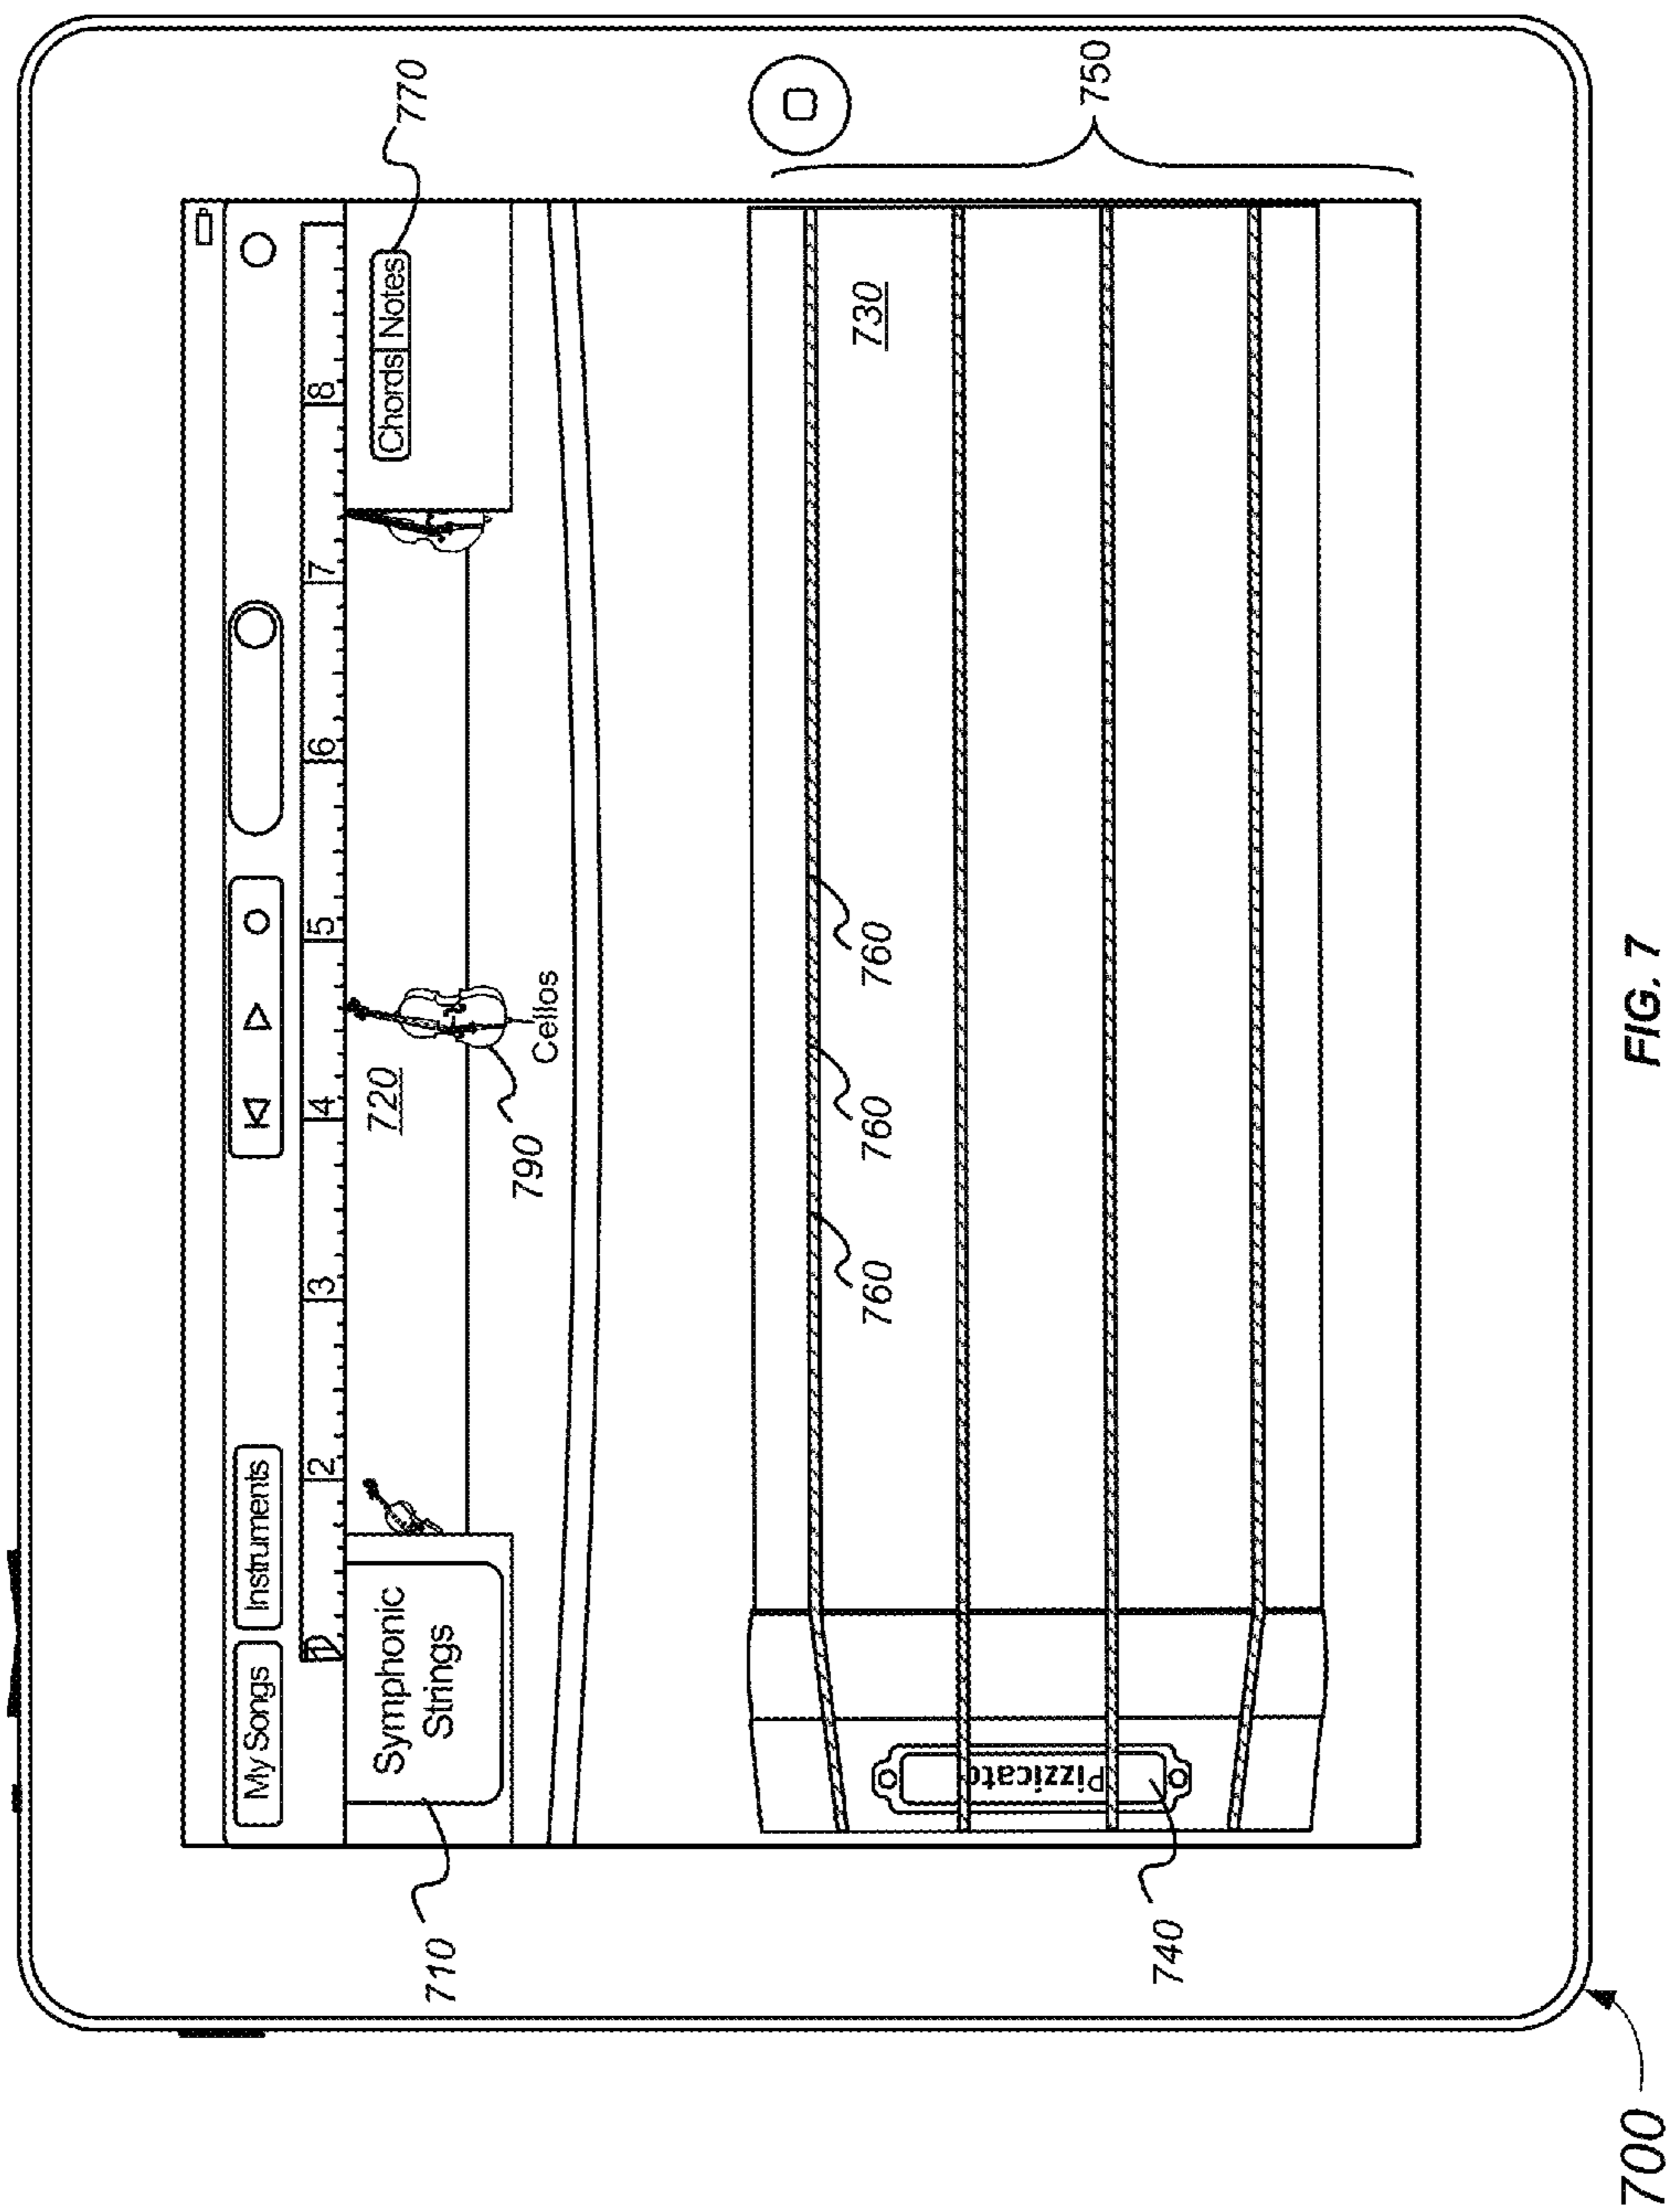 My Songs Instruments
1 2 3 4 5 6 7 8
Symphonic
Strings
710
720
790
Cellos
Chords Notes
770
730
760 760 760
750
Pizzicato
740
700
FIG. 7